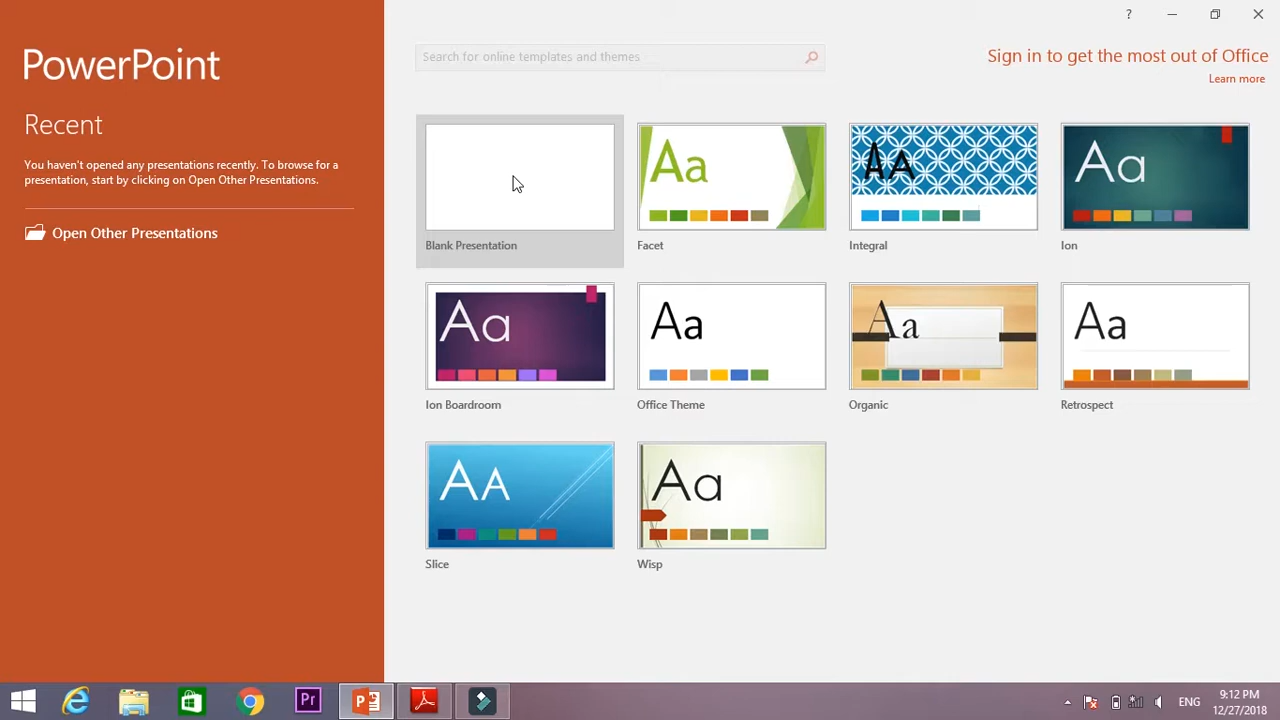 PowerPoint
Recent
You haven't opened any presentations recently. To browse for a
presentation, start by clicking on Open Other Presentations.
Open Other Presentations
?
Search for online templates and themes
Sign in to get the most out of Office
Learn more
Blank Presentation
Aa
Facet
Aa
Integral
Aa
Ion
Aa
Ion Boardroom
Aa
Office Theme
Aa
Organic
Aa
Retrospect
AA
Slice
Aa
Wisp
Pr
P
ENG
9:12 PM
12/27/2018